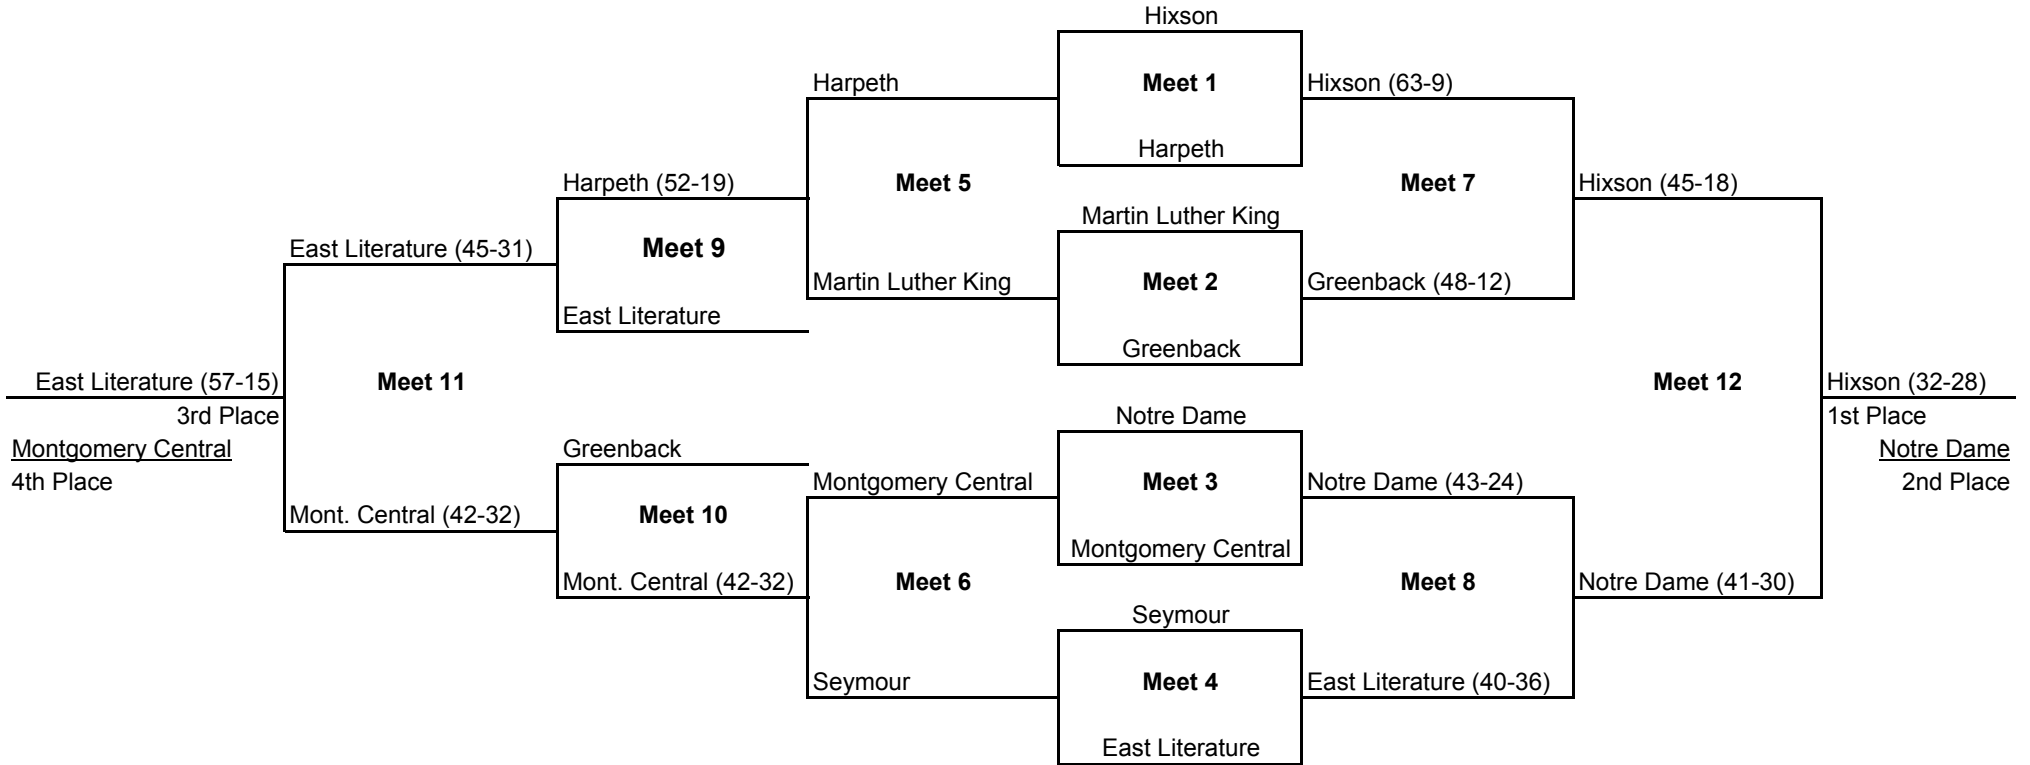 Hixson
Harpeth
Meet 1
Hixson (63-9)
Harpeth
Harpeth (52-19)
Meet 5
Meet 7
Hixson (45-18)
Martin Luther King
East Literature (45-31)
Meet 9
Martin Luther King
Meet 2
Greenback (48-12)
East Literature
Greenback
East Literature (57-15)
Meet 11
Meet 12
Hixson (32-28)
3rd Place
Notre Dame
1st Place
Montgomery Central
Greenback
Notre Dame
4th Place
Montgomery Central
Meet 3
Notre Dame (43-24)
2nd Place
Mont. Central (42-32)
Meet 10
Montgomery Central
Mont. Central (42-32)
Meet 6
Meet 8
Notre Dame (41-30)
Seymour
Seymour
Meet 4
East Literature (40-36)
East Literature